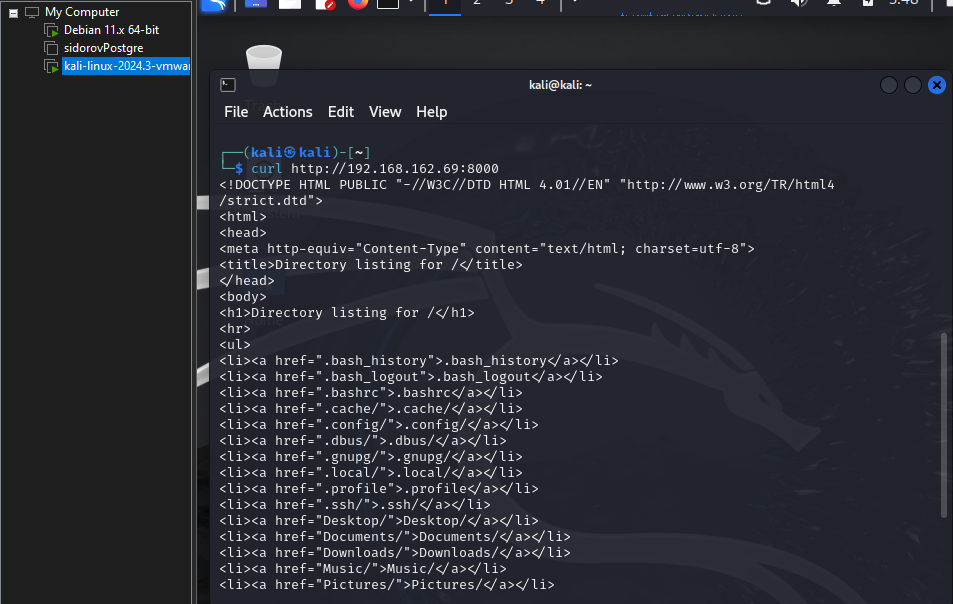 My Computer
Debian 11.x 64-bit
sidorovPostgre
kali-linux-2024.3-vmwar
1 2 3 4
5:46
kali@kali: ~
File Actions Edit View Help
┌──(kali㉿kali)-[~]
└─$ curl http://192.168.162.69:8000
<!DOCTYPE HTML PUBLIC "-//W3C//DTD HTML 4.01//EN" "http://www.w3.org/TR/html4
/strict.dtd">
<html>
<head>
<meta http-equiv="Content-Type" content="text/html; charset=utf-8">
<title>Directory listing for /</title>
</head>
<body>
<h1>Directory listing for /</h1>
<hr>
<ul>
<li><a href=".bash_history">.bash_history</a></li>
<li><a href=".bash_logout">.bash_logout</a></li>
<li><a href=".bashrc">.bashrc</a></li>
<li><a href=".cache/">.cache/</a></li>
<li><a href=".config/">.config/</a></li>
<li><a href=".dbus/">.dbus/</a></li>
<li><a href=".gnupg/">.gnupg/</a></li>
<li><a href=".local/">.local/</a></li>
<li><a href=".profile">.profile</a></li>
<li><a href=".ssh/">.ssh/</a></li>
<li><a href="Desktop/">Desktop/</a></li>
<li><a href="Documents/">Documents/</a></li>
<li><a href="Downloads/">Downloads/</a></li>
<li><a href="Music/">Music/</a></li>
<li><a href="Pictures/">Pictures/</a></li>